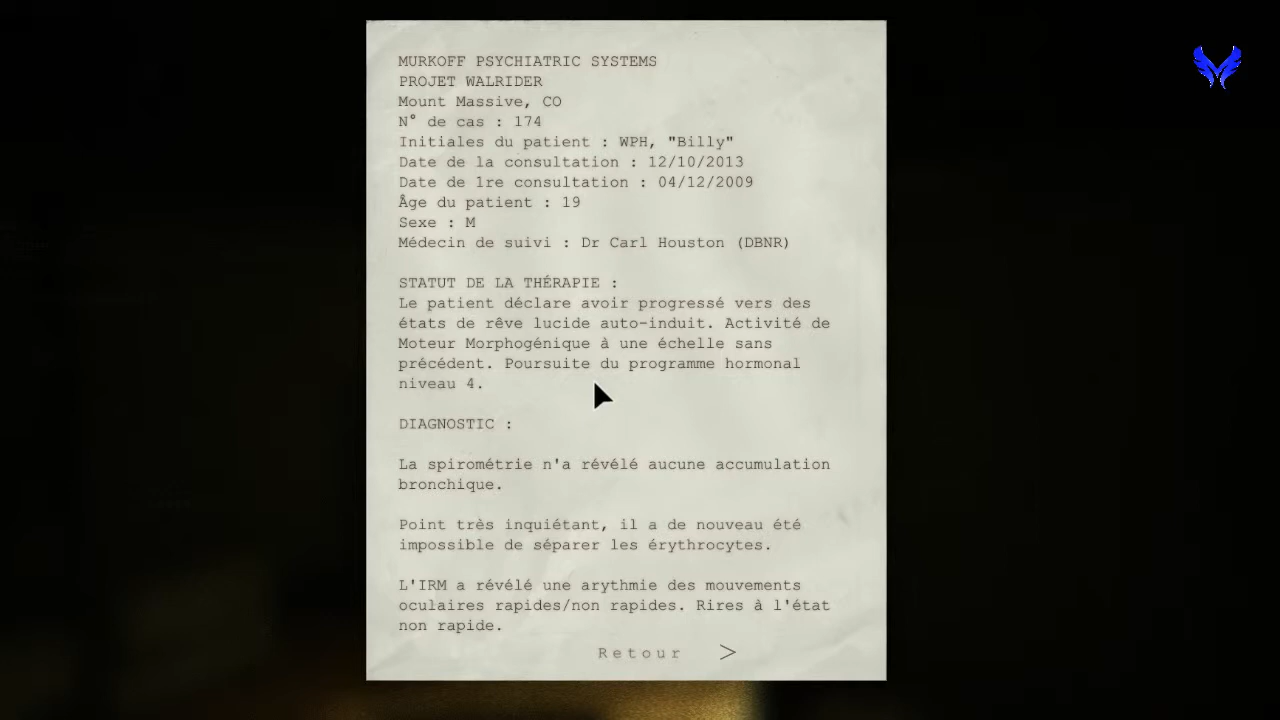 MURKOFF PSYCHIATRIC SYSTEMS
PROJET WALRIDER
Mount Massive, CO
N° de cas : 174
Initiales du patient : WPH, "Billy"
Date de la consultation : 12/10/2013
Date de 1re consultation : 04/12/2009
Âge du patient : 19
Sexe : M
Médecin de suivi : Dr Carl Houston (DBNR)
STATUT DE LA THÉRAPIE :
Le patient déclare avoir progressé vers des
états de rêve lucide auto-induit. Activité de
Moteur Morphogénique à une échelle sans
précédent. Poursuite du programme hormonal
niveau 4.
DIAGNOSTIC :
La spirométrie n'a révélé aucune accumulation
bronchique.
Point très inquiétant, il a de nouveau été
impossible de séparer les érythrocytes.
L'IRM a révélé une arythmie des mouvements
oculaires rapides/non rapides. Rires à l'état
non rapide.
Retour >